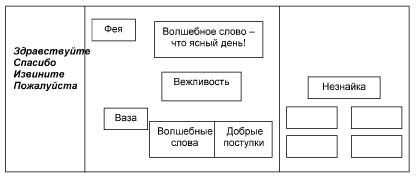 Здравствуйте
Спасибо
Извините
Пожалуйста
Фея
Волшебное слово –
что ясный день!
Вежливость
Ваза
Волшебные
слова
Добрые
поступки
Незнайка